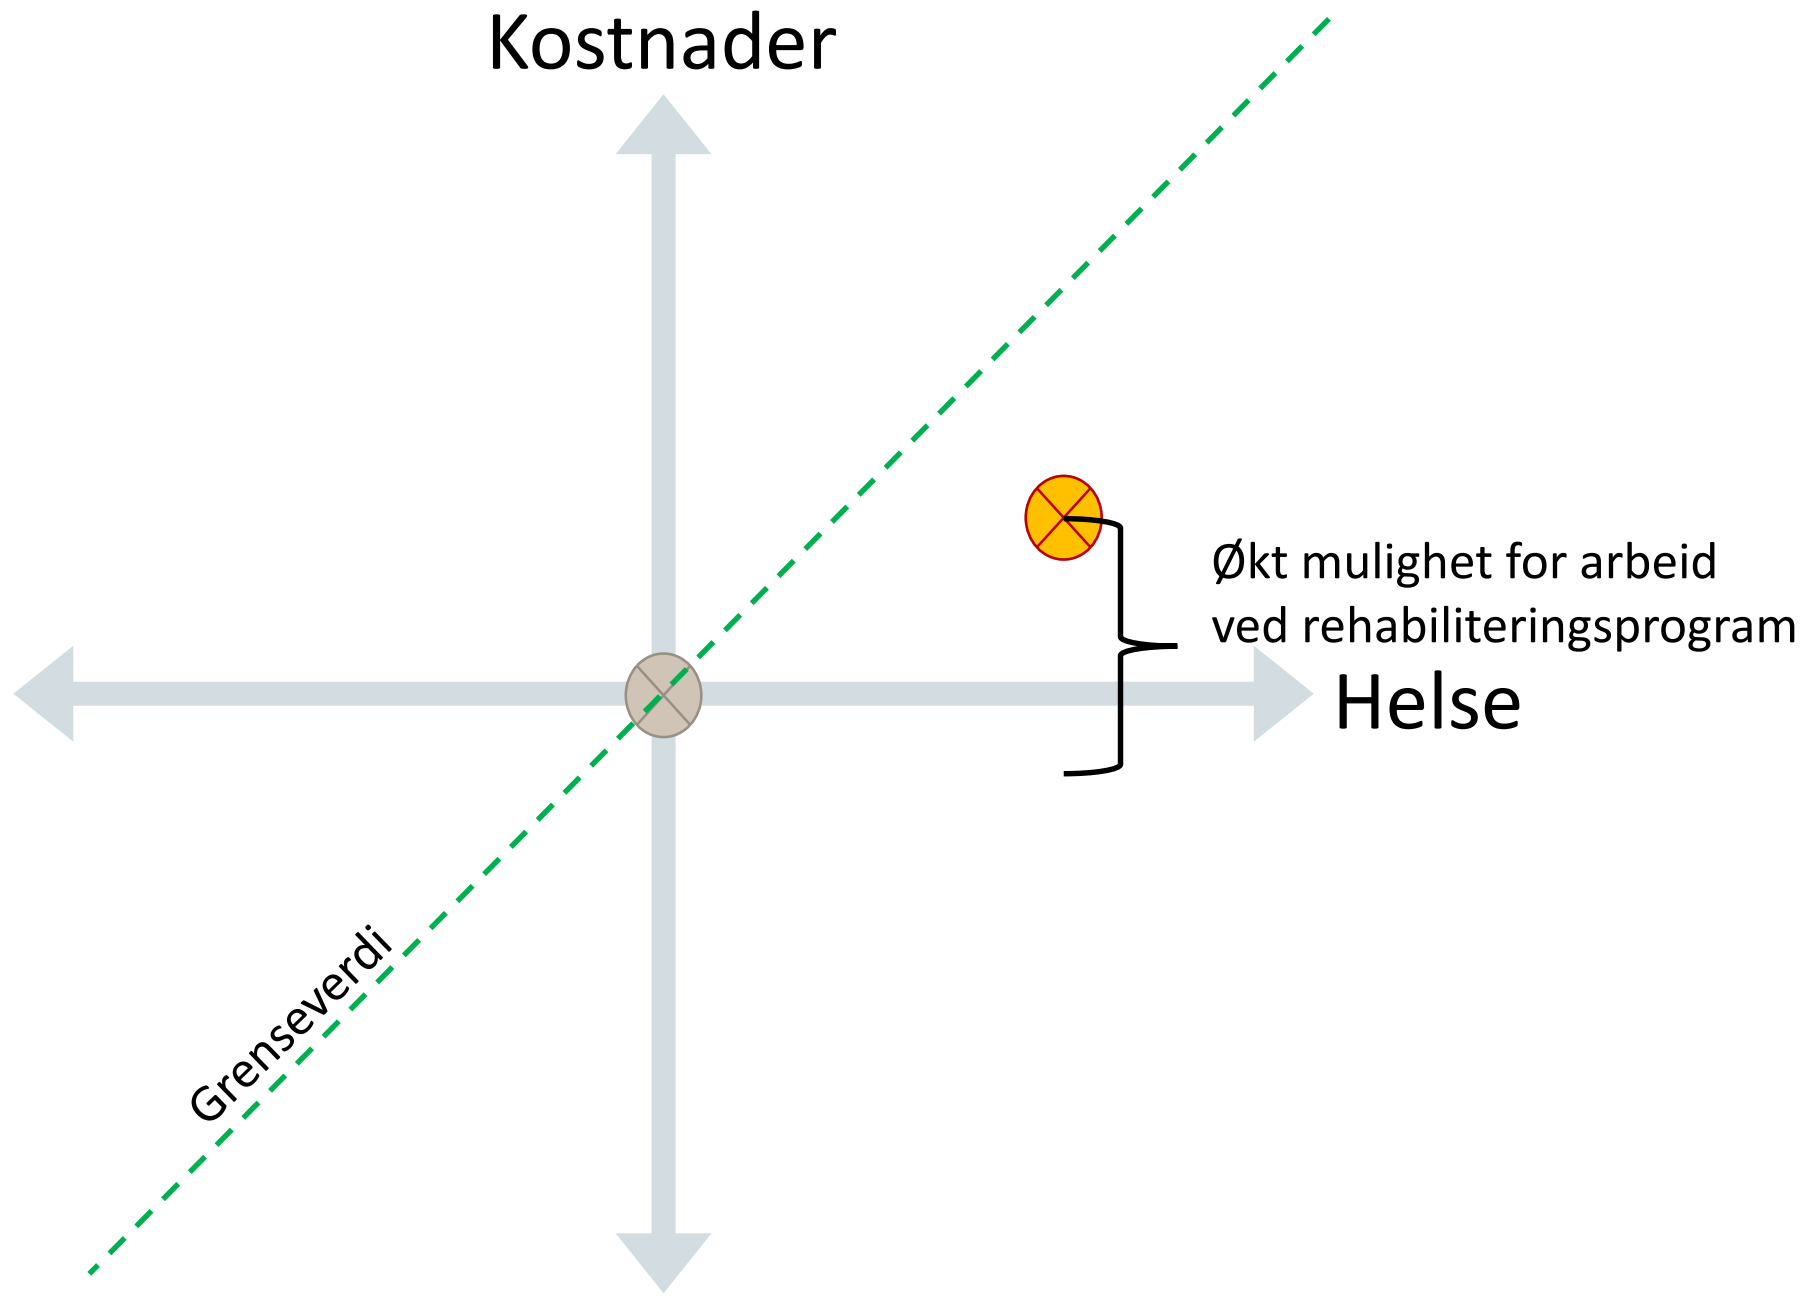 Kostnader
Økt mulighet for arbeid
ved rehabiliteringsprogram
Helse
Grenseverdi